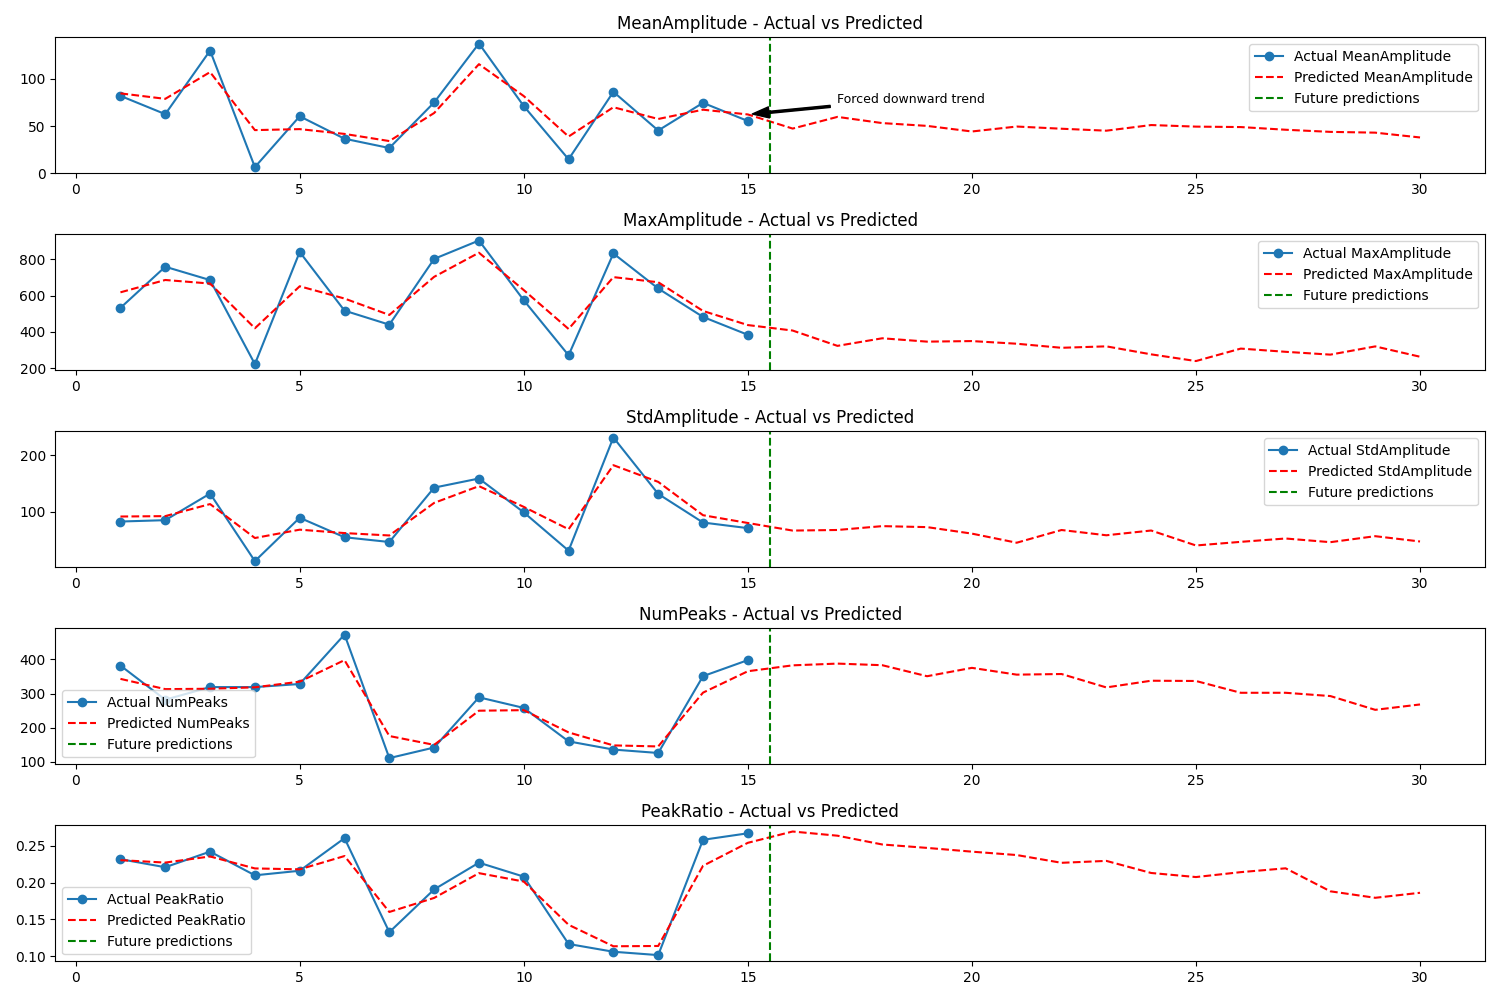 MeanAmplitude - Actual vs Predicted
100
50
0
Actual MeanAmplitude
Predicted MeanAmplitude
Future predictions
Forced downward trend
0 5 10 15 20 25 30
MaxAmplitude - Actual vs Predicted
800
600
400
200
Actual MaxAmplitude
Predicted MaxAmplitude
Future predictions
0 5 10 15 20 25 30
StdAmplitude - Actual vs Predicted
200
100
Actual StdAmplitude
Predicted StdAmplitude
Future predictions
0 5 10 15 20 25 30
NumPeaks - Actual vs Predicted
400
300
200
100
Actual NumPeaks
Predicted NumPeaks
Future predictions
0 5 10 15 20 25 30
PeakRatio - Actual vs Predicted
0.25
0.20
0.15
0.10
Actual PeakRatio
Predicted PeakRatio
Future predictions
0 5 10 15 20 25 30